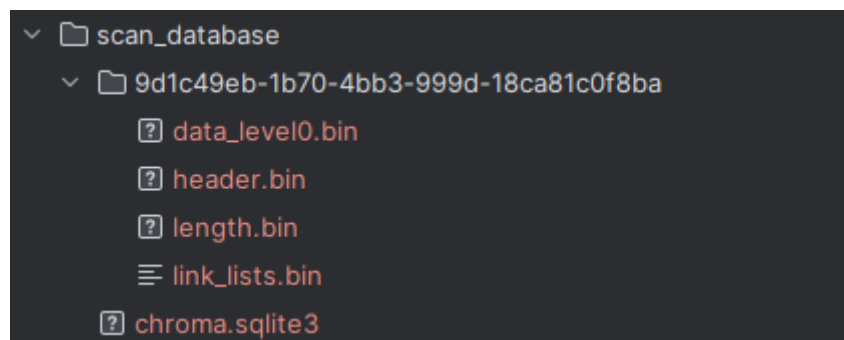 scan_database
9d1c49eb-1b70-4bb3-999d-18ca81c0f8ba
data_level0.bin
header.bin
length.bin
link_lists.bin
chroma.sqlite3